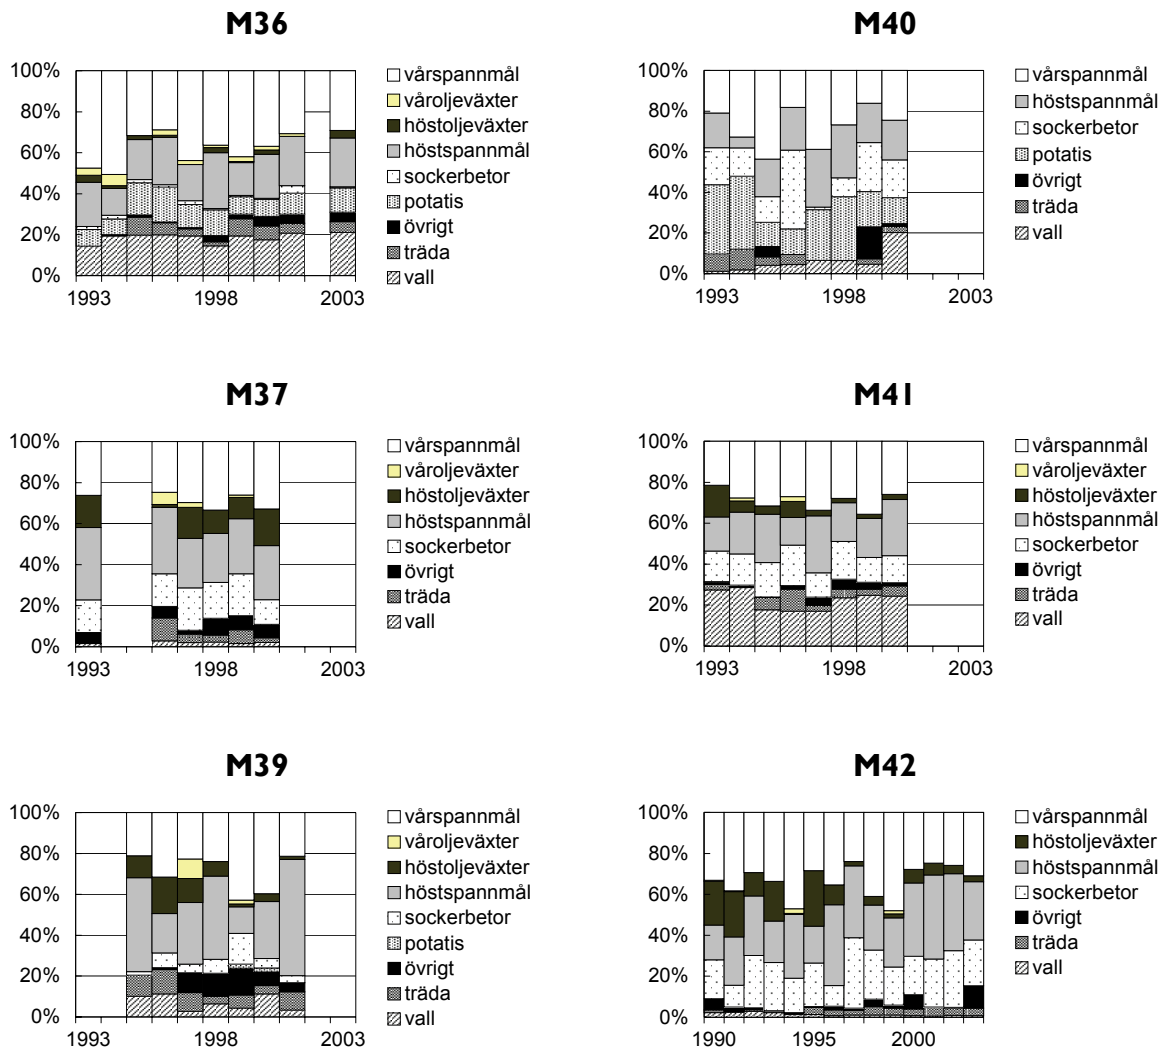 M36
100%
80%
60%
40%
20%
0%
1993
1998
2003
vårspannmål
våroljeväxter
höstoljeväxter
höstspannmål
sockerbetor
potatis
övrigt
träda
vall
M40
100%
80%
60%
40%
20%
0%
1993
1998
2003
vårspannmål
höstspannmål
sockerbetor
potatis
övrigt
träda
vall
M37
100%
80%
60%
40%
20%
0%
1993
1998
2003
vårspannmål
våroljeväxter
höstoljeväxter
höstspannmål
sockerbetor
övrigt
träda
vall
M41
100%
80%
60%
40%
20%
0%
1993
1998
2003
vårspannmål
våroljeväxter
höstoljeväxter
höstspannmål
sockerbetor
övrigt
träda
vall
M39
100%
80%
60%
40%
20%
0%
1993
1998
2003
vårspannmål
våroljeväxter
höstoljeväxter
höstspannmål
sockerbetor
potatis
övrigt
träda
vall
M42
100%
80%
60%
40%
20%
0%
1990
1995
2000
vårspannmål
höstoljeväxter
höstspannmål
sockerbetor
övrigt
träda
vall